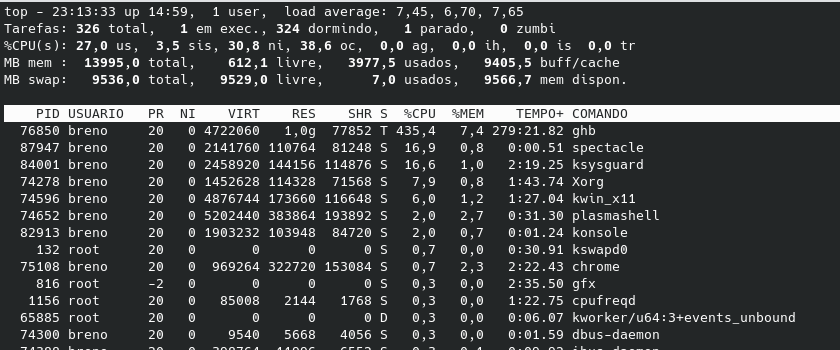 top - 23:13:33 up 14:59, 1 user, load average: 7,45, 6,70, 7,65
Tarefas: 326 total, 1 em exec., 324 dormindo, 1 parado, 0 zumbi
%CPU(s): 27,0 us, 3,5 sis, 30,8 ni, 38,6 oc, 0,0 ag, 0,0 ih, 0,0 is 0,0 tr
MB mem : 13995,0 total, 612,1 livre, 3977,5 usados, 9405,5 buff/cache
MB swap: 9536,0 total, 9529,0 livre, 7,0 usados, 9566,7 mem dispon.
PID USUARIO PR NI VIRT RES SHR S %CPU %MEM TEMPO+ COMANDO
76850 breno 20 0 4722060 1,0g 77852 T 435,4 7,4 279:21.82 ghb
87947 breno 20 0 2141760 110764 81248 S 16,9 0,8 0:00.51 spectacle
84001 breno 20 0 2458920 144156 114876 S 16,6 1,0 2:19.25 ksysguard
74278 breno 20 0 1452628 114328 71568 S 7,9 0,8 1:43.74 Xorg
74596 breno 20 0 4876744 173660 116648 S 6,0 1,2 1:27.04 kwin_x11
74652 breno 20 0 5202440 383864 193892 S 2,0 2,7 0:31.30 plasmashell
82913 breno 20 0 1903232 103948 84720 S 2,0 0,7 0:01.24 konsole
132 root 20 0 0 0 0 S 0,7 0,0 0:30.91 kswapd0
75108 breno 20 0 969264 322720 153084 S 0,7 2,3 2:22.43 chrome
816 root -2 0 0 0 0 S 0,3 0,0 2:35.50 gfx
1156 root 20 0 85008 2144 1768 S 0,3 0,0 1:22.75 cpufreqd
65885 root 20 0 0 0 0 D 0,3 0,0 0:06.07 kworker/u64:3+events_unbound
74300 breno 20 0 9540 5668 4056 S 0,3 0,0 0:01.59 dbus-daemon